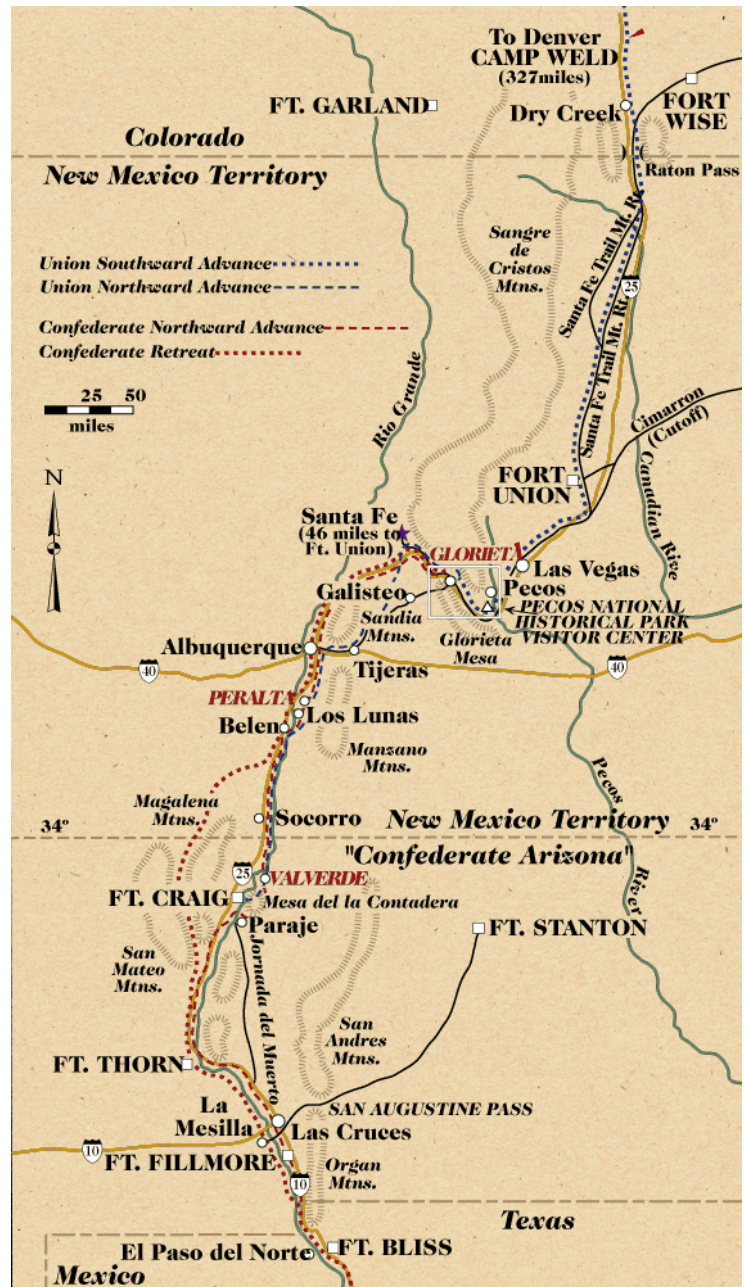 To Denver
CAMP WELD
(327miles)
FT. GARLAND
FORT
WISE
Dry Creek
Colorado
New Mexico Territory
Raton Pass
Sangre
de
Cristos
Mtns.
Santa Fe Trail Mt. Rt.
Santa Fe Trail Mt. Rt.
25
Union Southward Advance
Union Northward Advance
Confederate Northward Advance
Confederate Retreat
25 50
miles
Rio Grande
Cimarron
(Cutoff)
N
FORT
UNION
Canadian Rive
Santa Fe
(46 miles to
Ft. Union)
GLORIETA
Las Vegas
Galisteo
Pecos
Sandia
Mtns.
PECOS NATIONAL
HISTORICAL PARK
VISITOR CENTER
Glorieta
Mesa
Albuquerque
Tijeras
40
40
PERALTA
Los Lunas
Belen
Manzano
Mtns.
Pecos
River
Magalena
Mtns.
Socorro
34º
New Mexico Territory
34º
"Confederate Arizona"
25
VALVERDE
FT. CRAIG
Mesa del la Contadera
Paraje
FT. STANTON
San
Mateo
Mtns.
Jornada del Muerto
San
Andres
Mtns.
FT. THORN
La
Mesilla
SAN AUGUSTINE PASS
Las Cruces
10
FT. FILLMORE
Organ
Mtns.
10
Texas
El Paso del Norte
FT. BLISS
Mexico